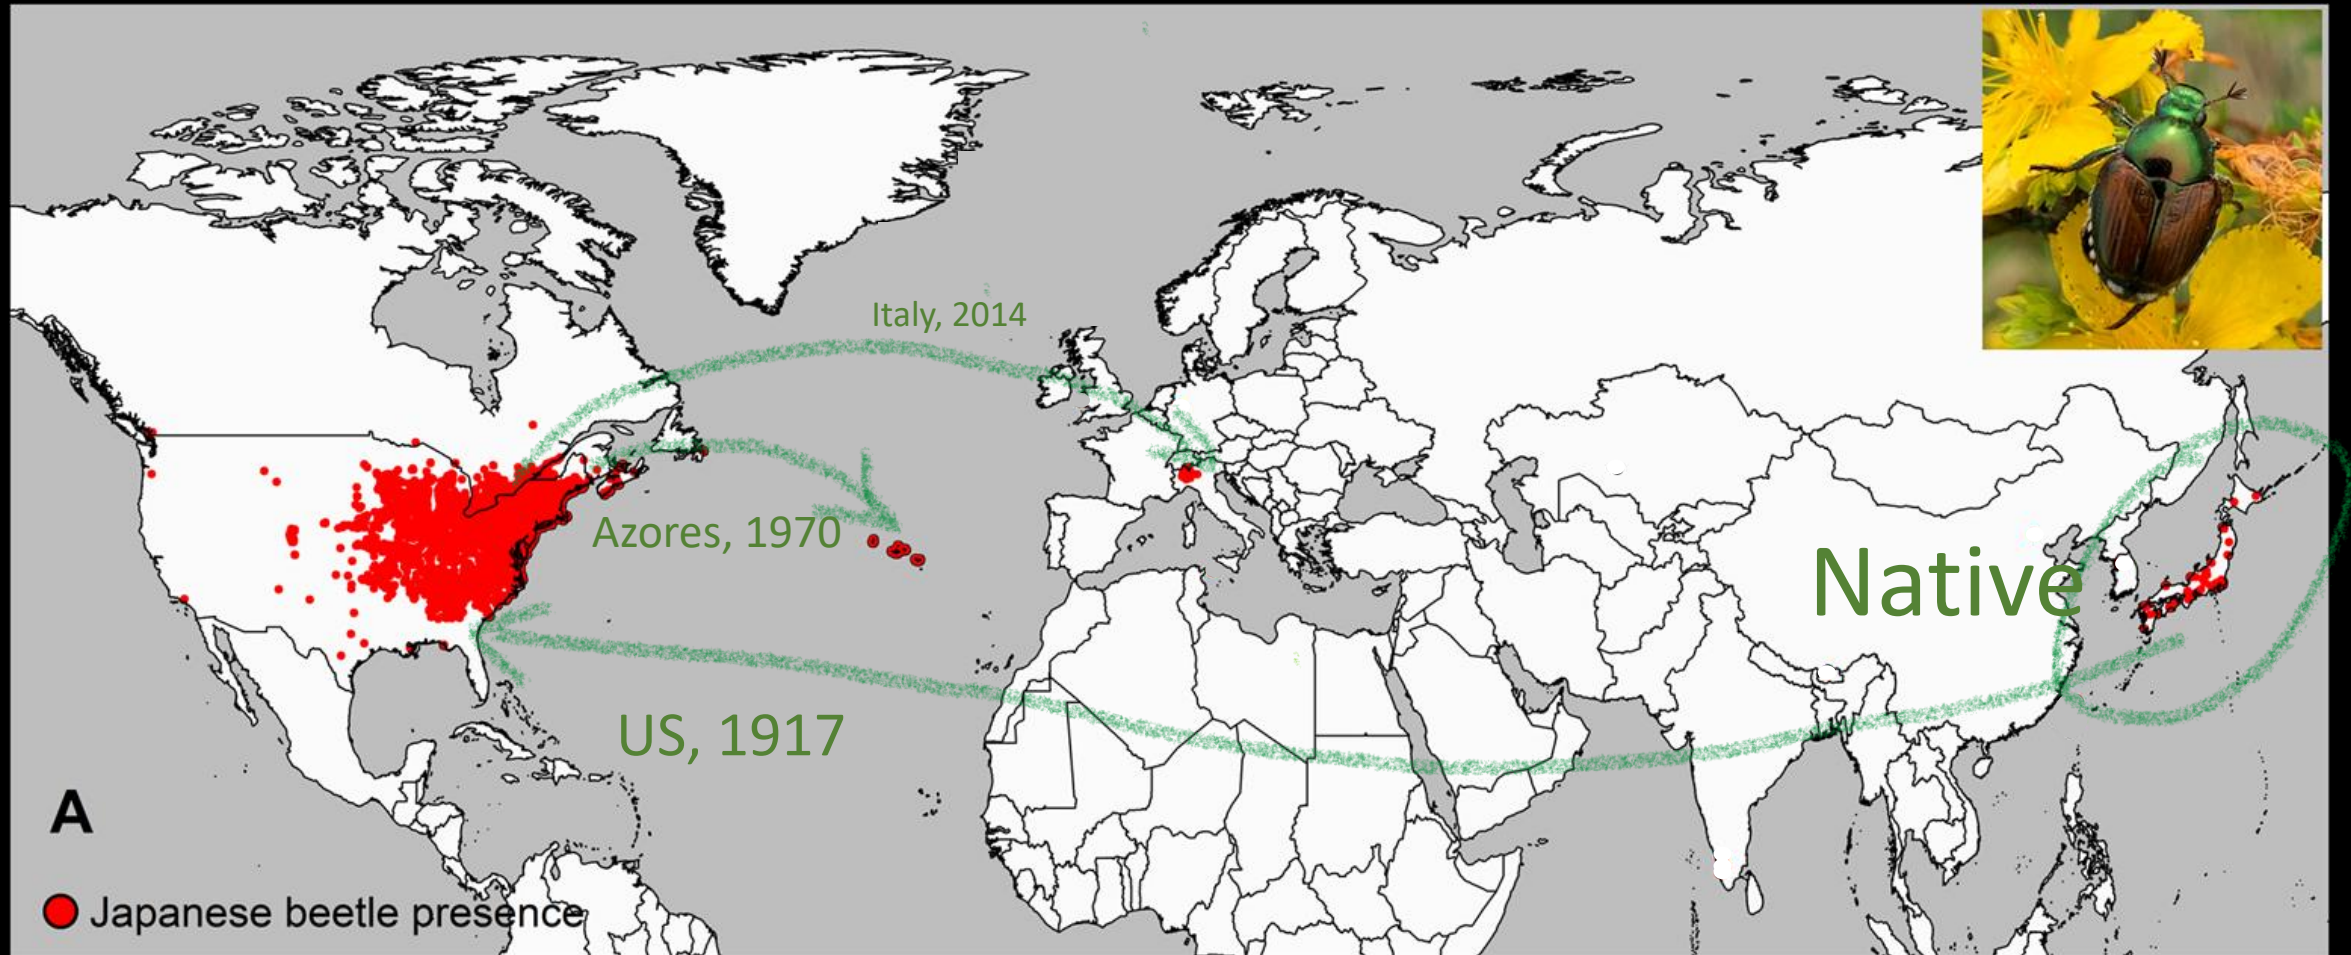 Italy, 2014
Azores, 1970
Native
US, 1917
A
Japanese beetle presence